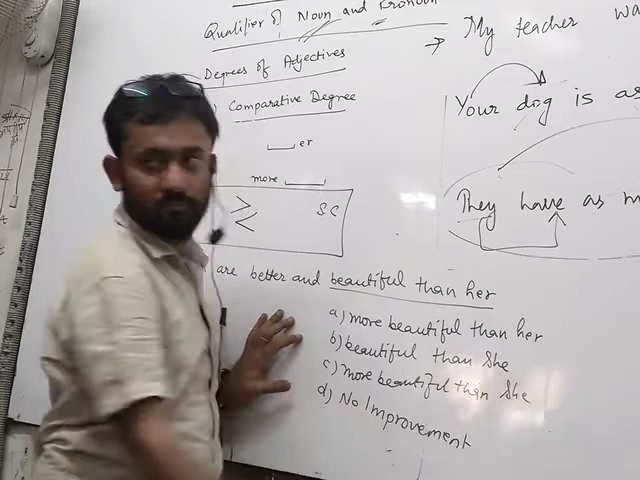 Qualifier of Noun and Pronoun
Degrees of Adjectives
Comparative Degree
er
more
> SC
<
are better and beautiful than her
a) more beautiful than her
b) beautiful than She
c) more beautiful than She
d) No Improvement
→ My teacher wa
Your dog is as
They have as m